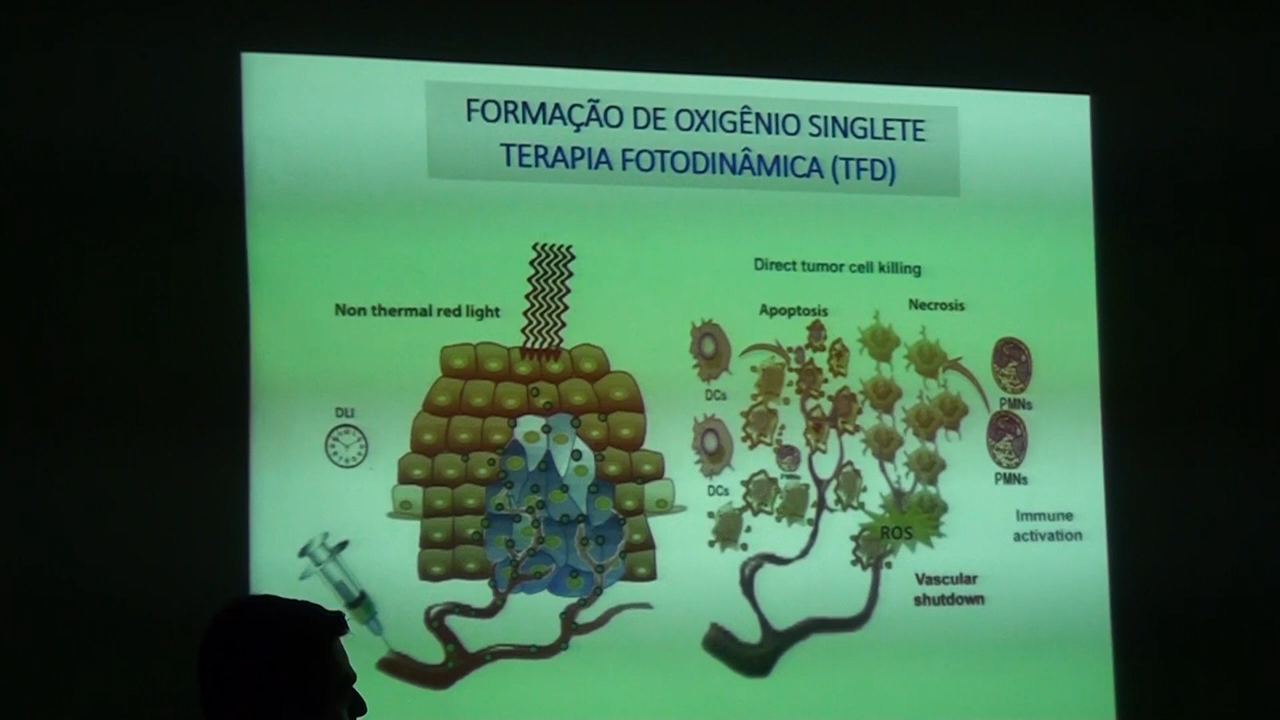 FORMAÇÃO DE OXIGÊNIO SINGLETE
TERAPIA FOTODINÂMICA (TFD)
Non thermal red light
DLI
Direct tumor cell killing
Apoptosis
Necrosis
DCs
PMNs
DCs
PMNs
ROS
Immune
activation
Vascular
shutdown